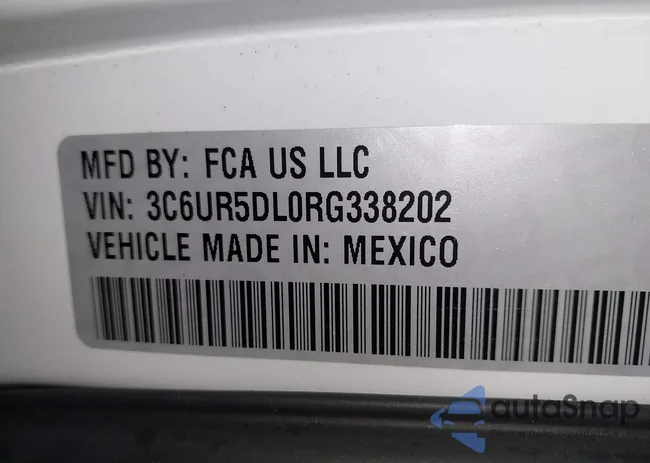 MFD BY: FCA US LLC
VIN: 3C6UR5DL0RG338202
VEHICLE MADE IN: MEXICO
autoSnap